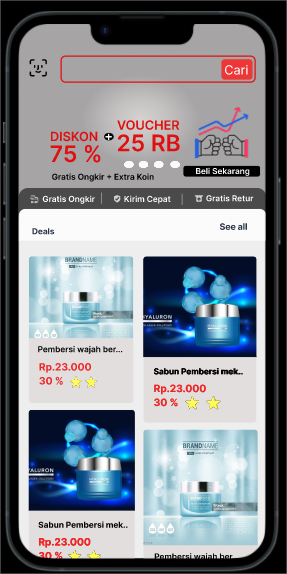 Cari
DISKON
75 %
+
VOUCHER
25 RB
Gratis Ongkir + Extra Koin
Beli Sekarang
Gratis Ongkir
Kirim Cepat
Gratis Retur
Deals
See all
BRANDNAME
Pembersi wajah ber...
Rp.23.000
30 %
HYALURON
Sabun Pembersi mek..
Rp.23.000
30 %
HYALURON
Sabun Pembersi mek..
Rp.23.000
30 %
BRANDNAME
Pembersi wajah ber